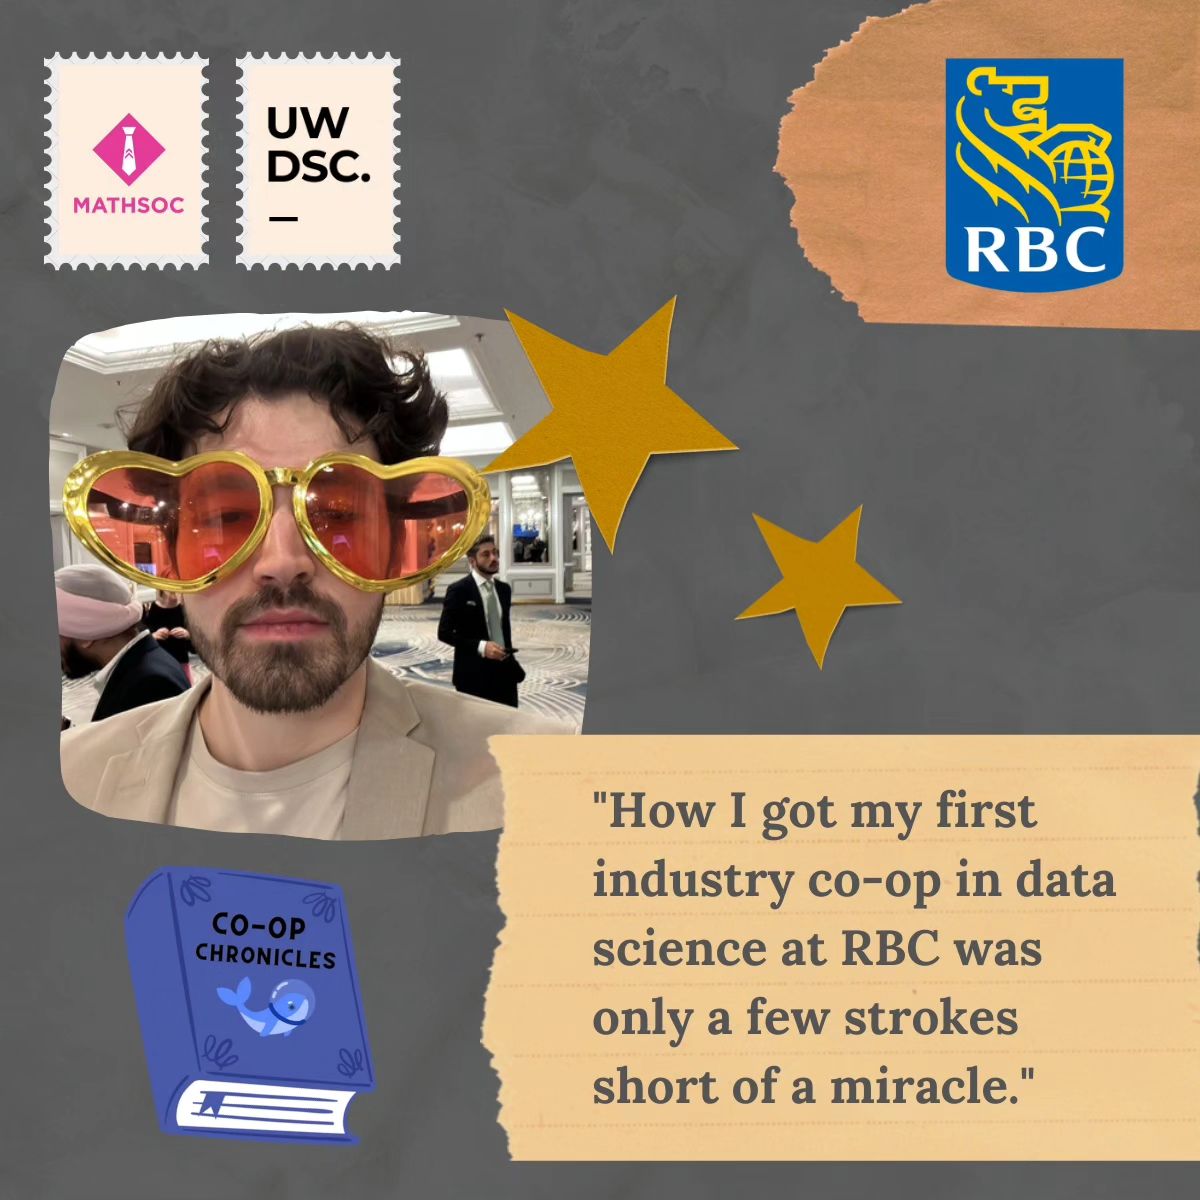 MATHSOC
UW
DSC.
RBC
"How I got my first
industry co-op in data
science at RBC was
only a few strokes
short of a miracle."
CO-OP
CHRONICLES